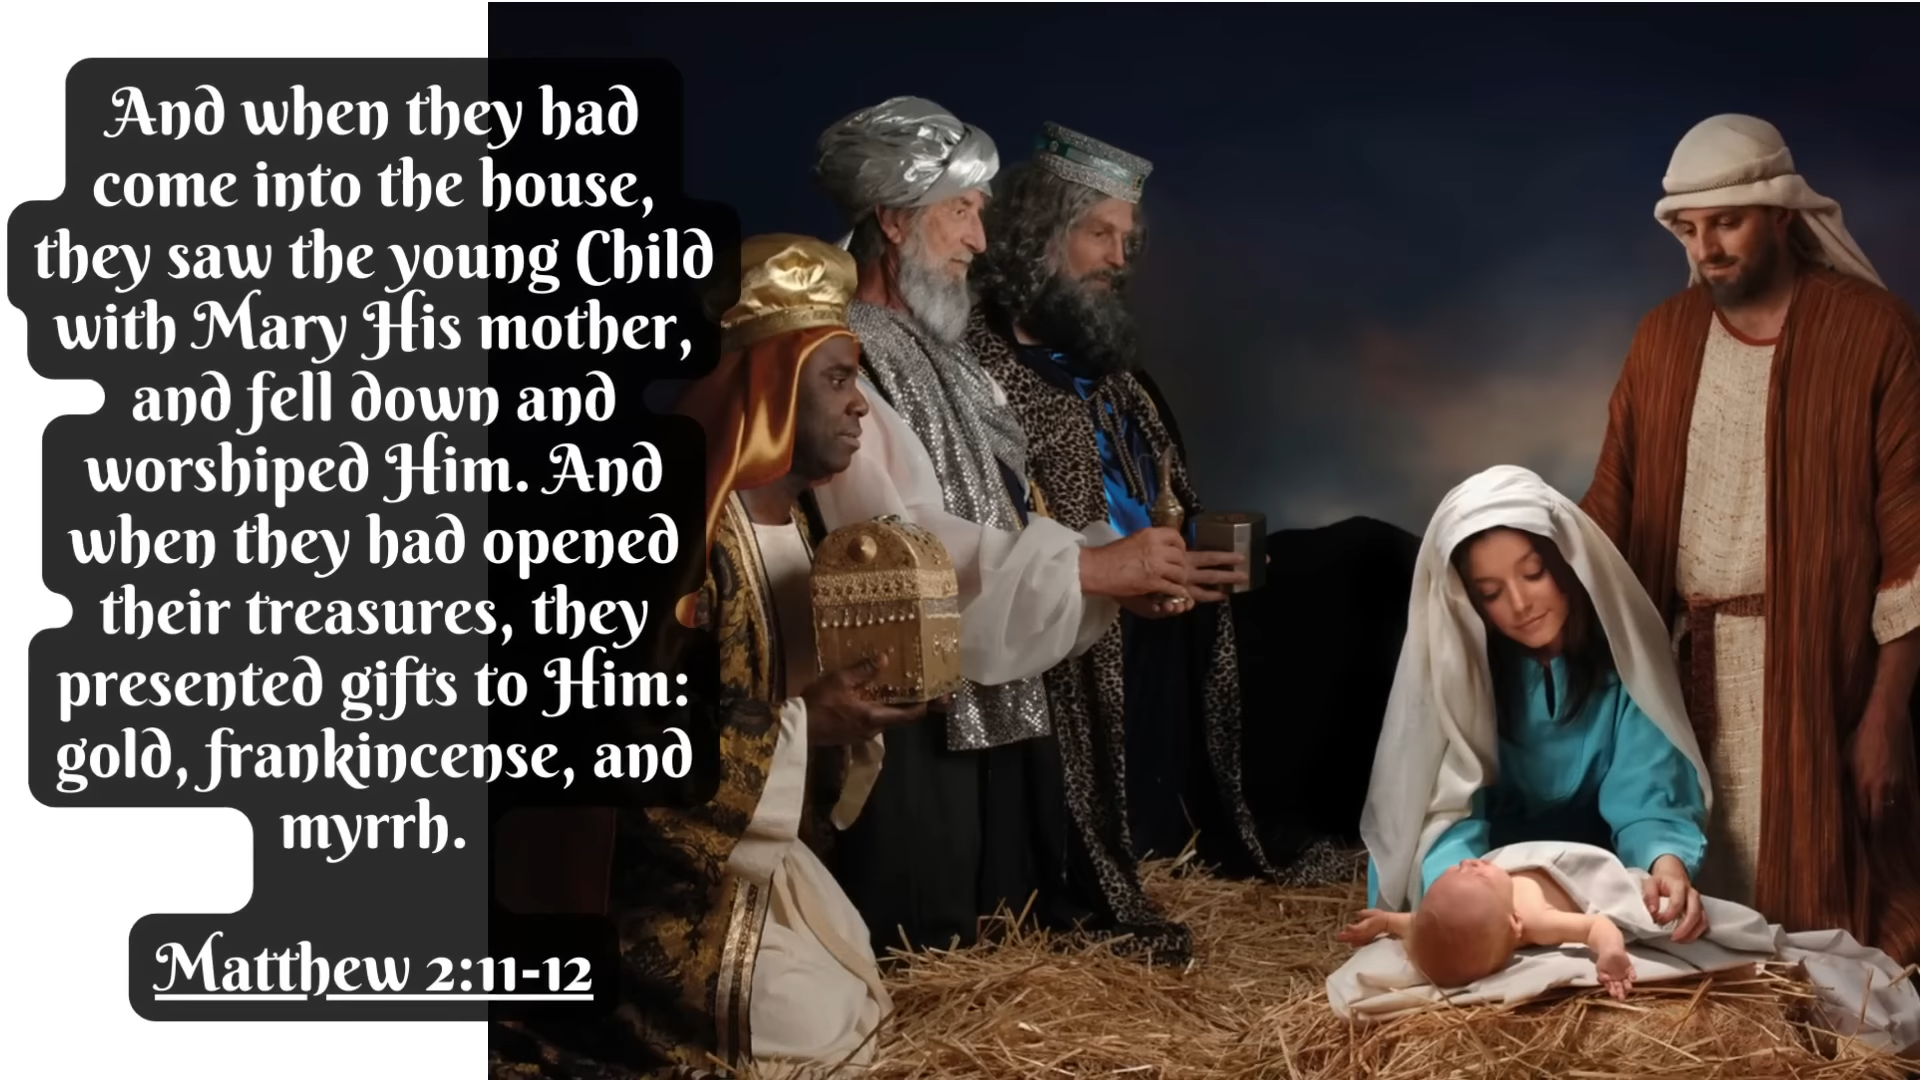 And when they had
come into the house,
they saw the young Child
with Mary His mother,
and fell down and
worshiped Him. And
when they had opened
their treasures, they
presented gifts to Him:
gold, frankincense, and
myrrh.
Matthew 2:11-12